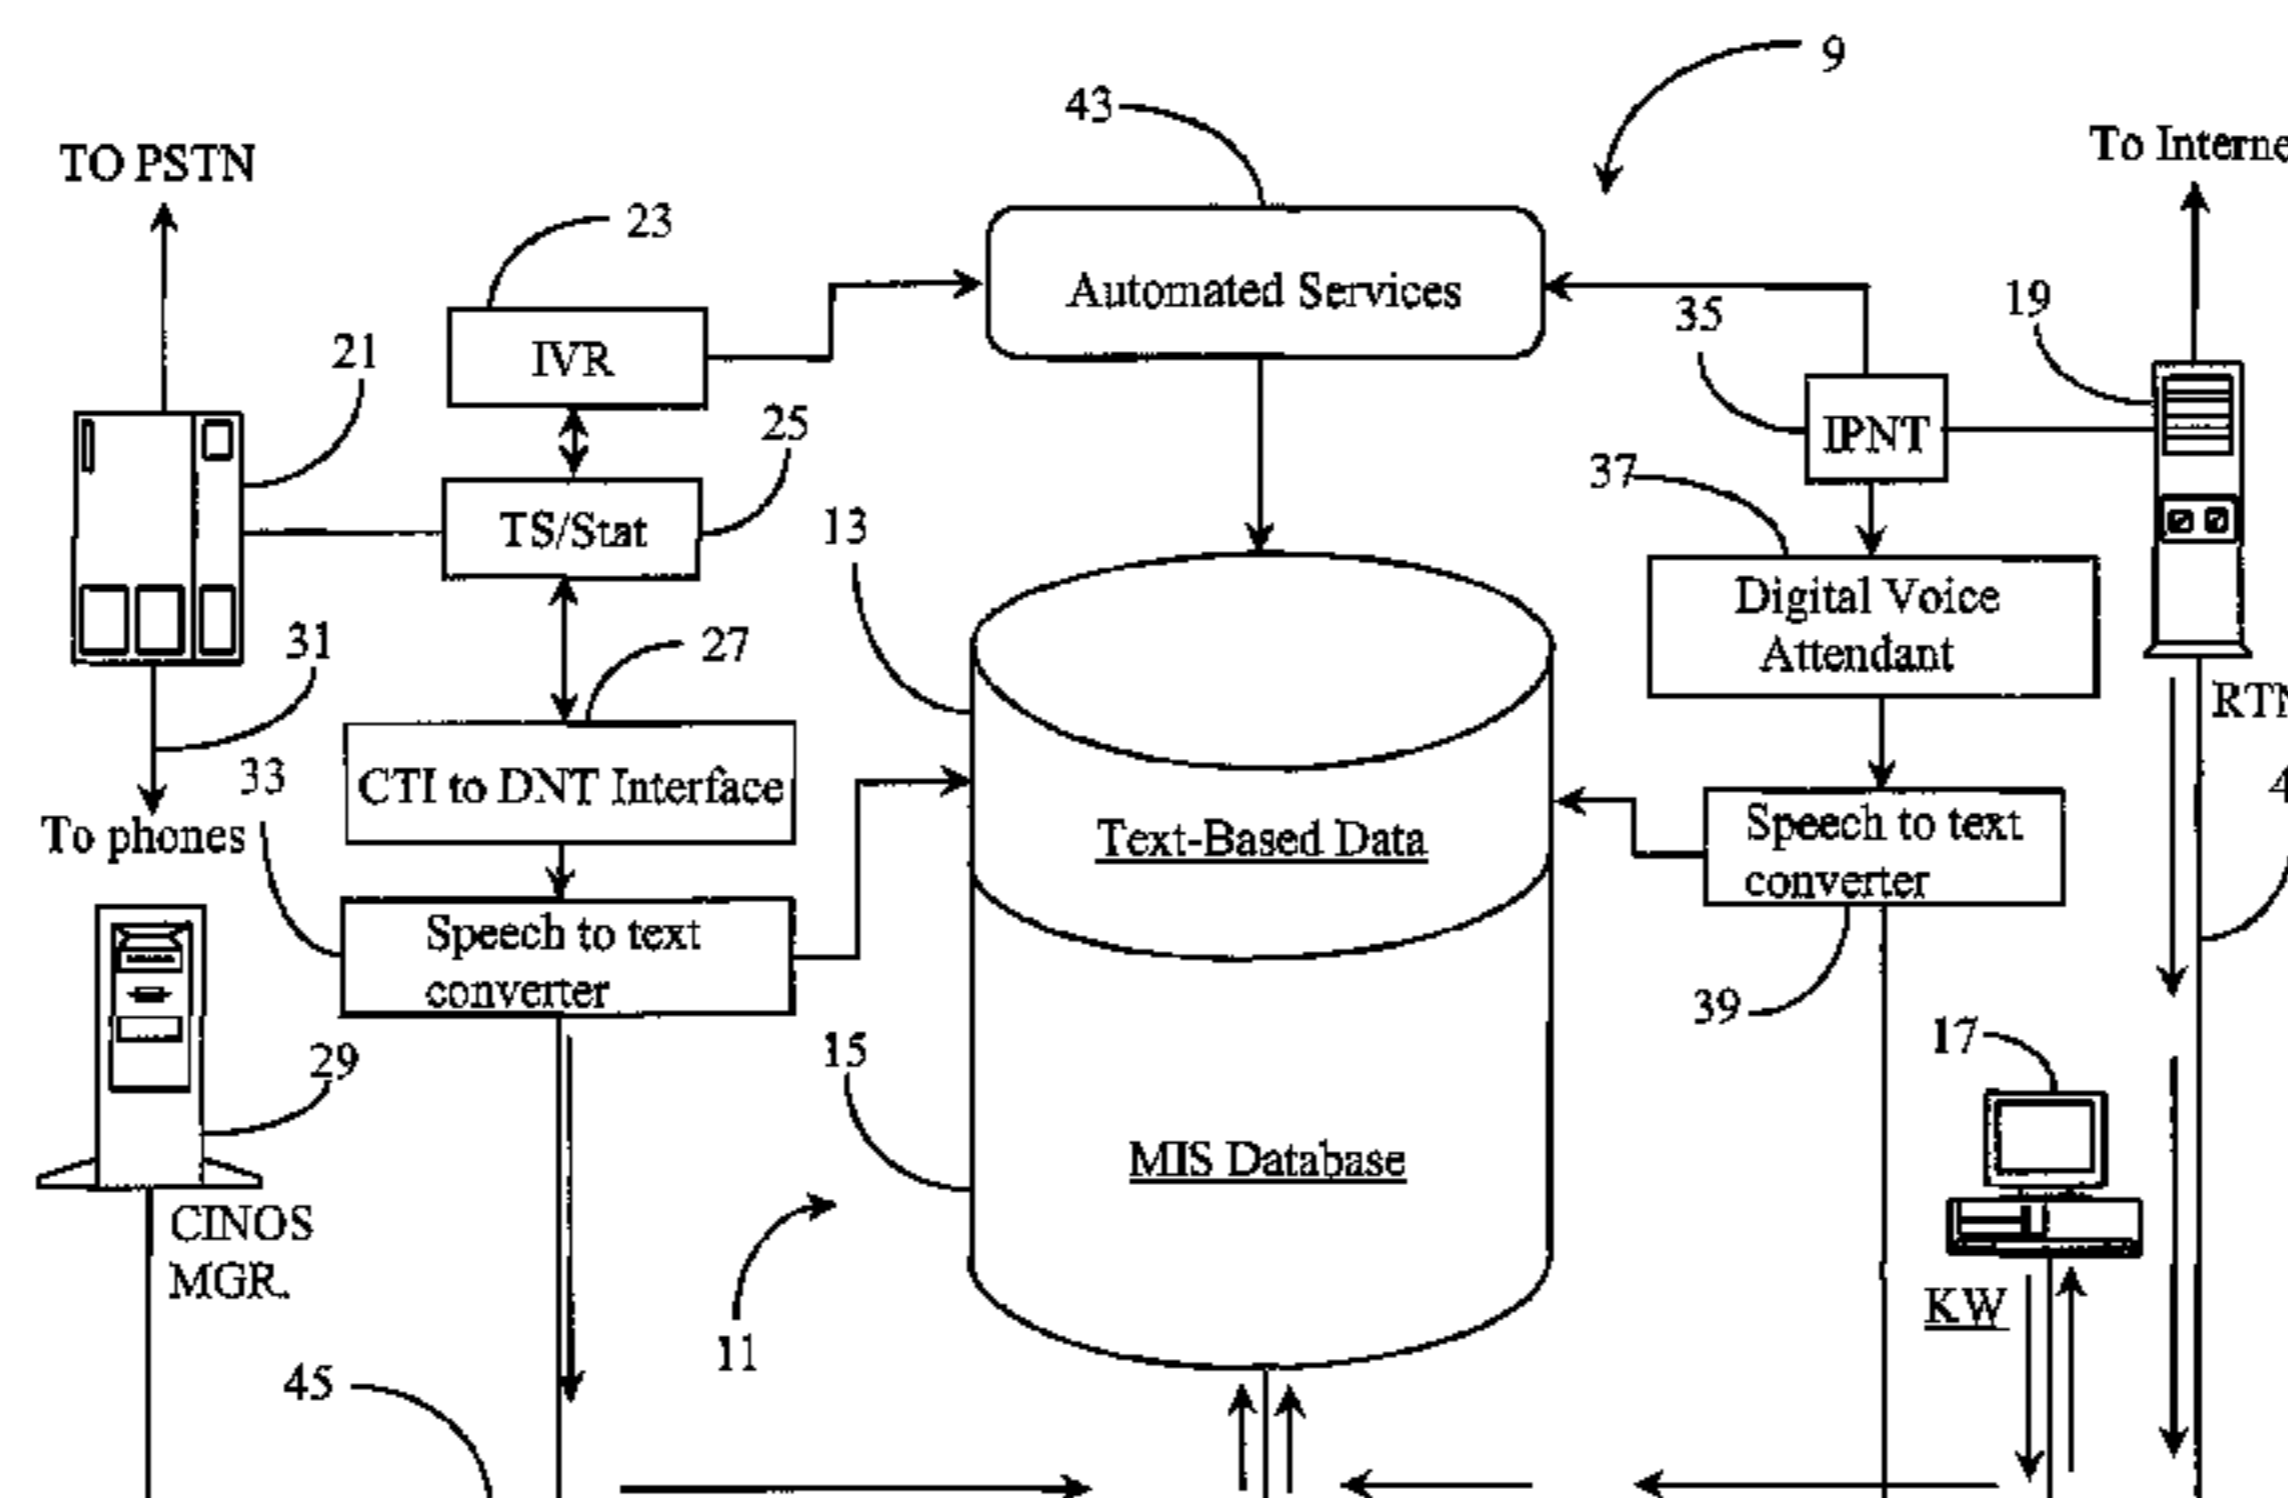 9
43
TO PSTN
To Interne
23
Automated Services
35
19
21
IVR
25
IPNT
37
13
TS/Stat
Digital Voice
Attendant
31
27
RTN
33
CTI to DNT Interface
4
To phones
Text-Based Data
Speech to text
converter
Speech to text
converter
39
17
29
15
MIS Database
CINOS
MGR.
KW
11
45